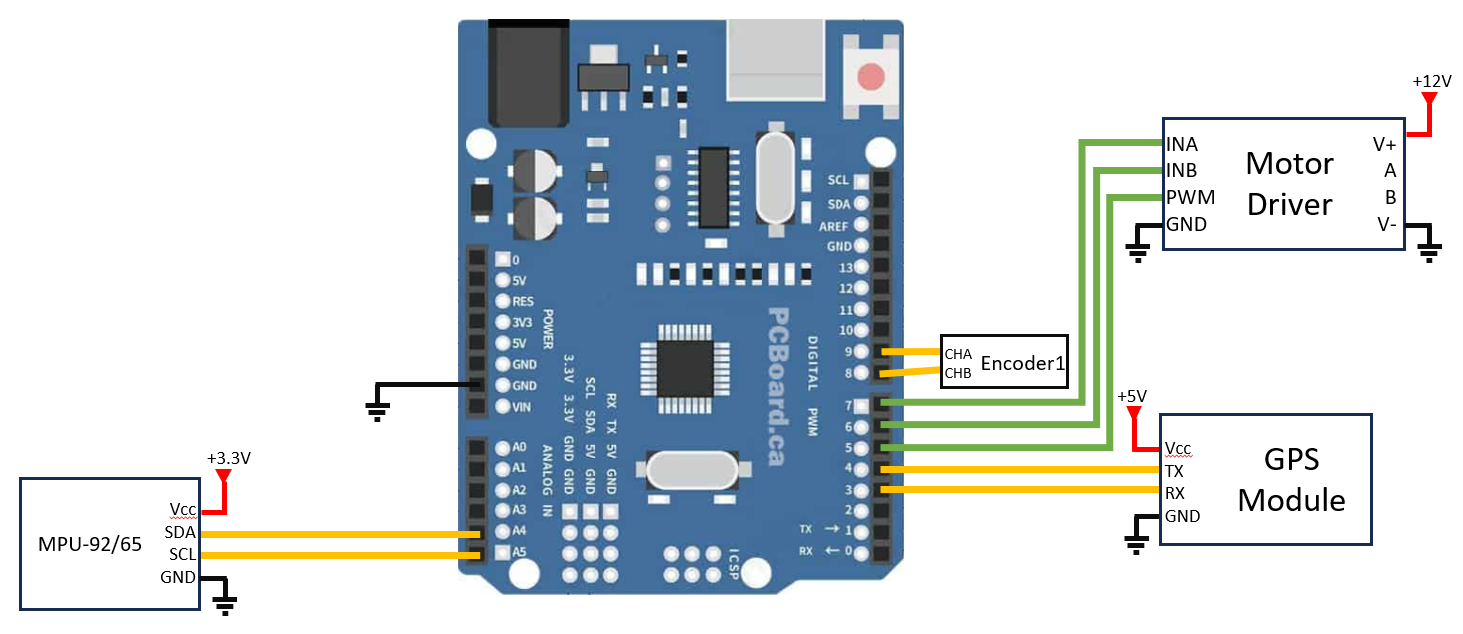 SCL
SDA
AREF
GND
13
12
11
10
9
8
7
6
5
4
3
2
TX → 1
RX ← 0
DIGITAL PWM
PCBoard.ca
0
5V
RES
3V3
5V
GND
GND
VIN
POWER
A0
A1
A2
A3
A4
A5
ANALOG IN
3.3V 3.3V GND GND
SCL SDA 5V GND
RX TX 5V GND
ICSP
+3.3V
MPU-92/65
Vcc
SDA
SCL
GND
CHA
CHB
Encoder1
+12V
INA
INB
PWM
GND
Motor
Driver
V+
A
B
V-
+5V
Vcc
TX
RX
GND
GPS
Module